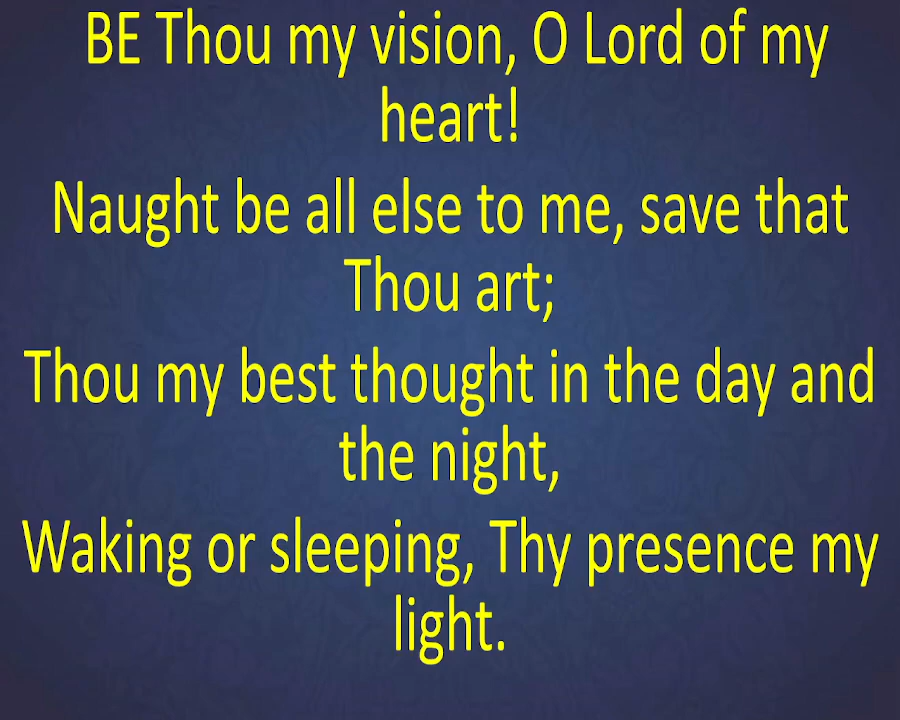 BE Thou my vision, O Lord of my
heart!
Naught be all else to me, save that
Thou art;
Thou my best thought in the day and
the night,
Waking or sleeping, Thy presence my
light.